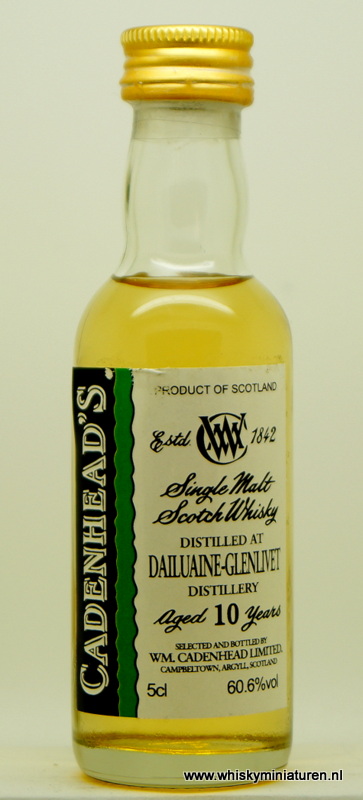 CADENHEAD'S
PRODUCT OF SCOTLAND
Estd 1842
Single Malt
Scotch Whisky
DISTILLED AT
DAILUAINE-GLENLIVET
DISTILLERY
Aged 10 Years
SELECTED AND BOTTLED BY
WM. CADENHEAD LIMITED,
CAMPBELTOWN, ARGYLL, SCOTLAND
5cl 60.6%vol
www.whiskyminiaturen.nl